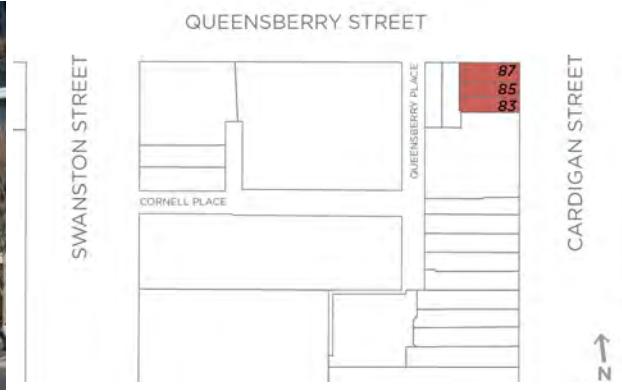 QUEENSBERRY STREET
SWANSTON STREET
QUEENSBERRY PLACE
87
85
83
CARDIGAN STREET
CORNELL PLACE
N